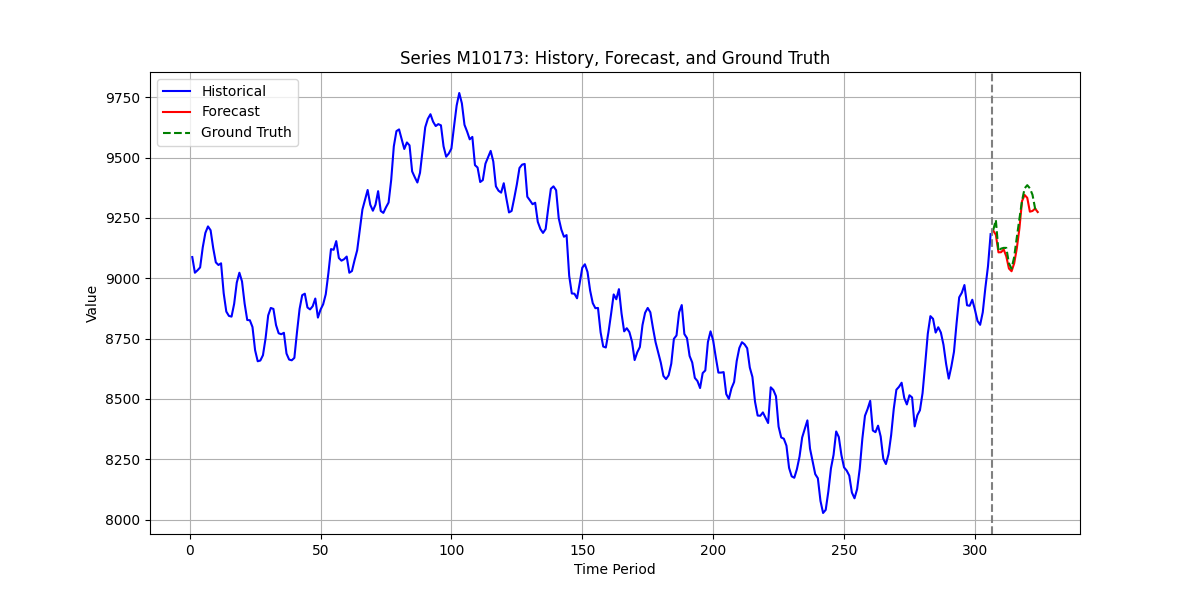 Series M10173: History, Forecast, and Ground Truth
Historical
Forecast
Ground Truth
Value
9750
9500
9250
9000
8750
8500
8250
8000
0 50 100 150 200 250 300
Time Period